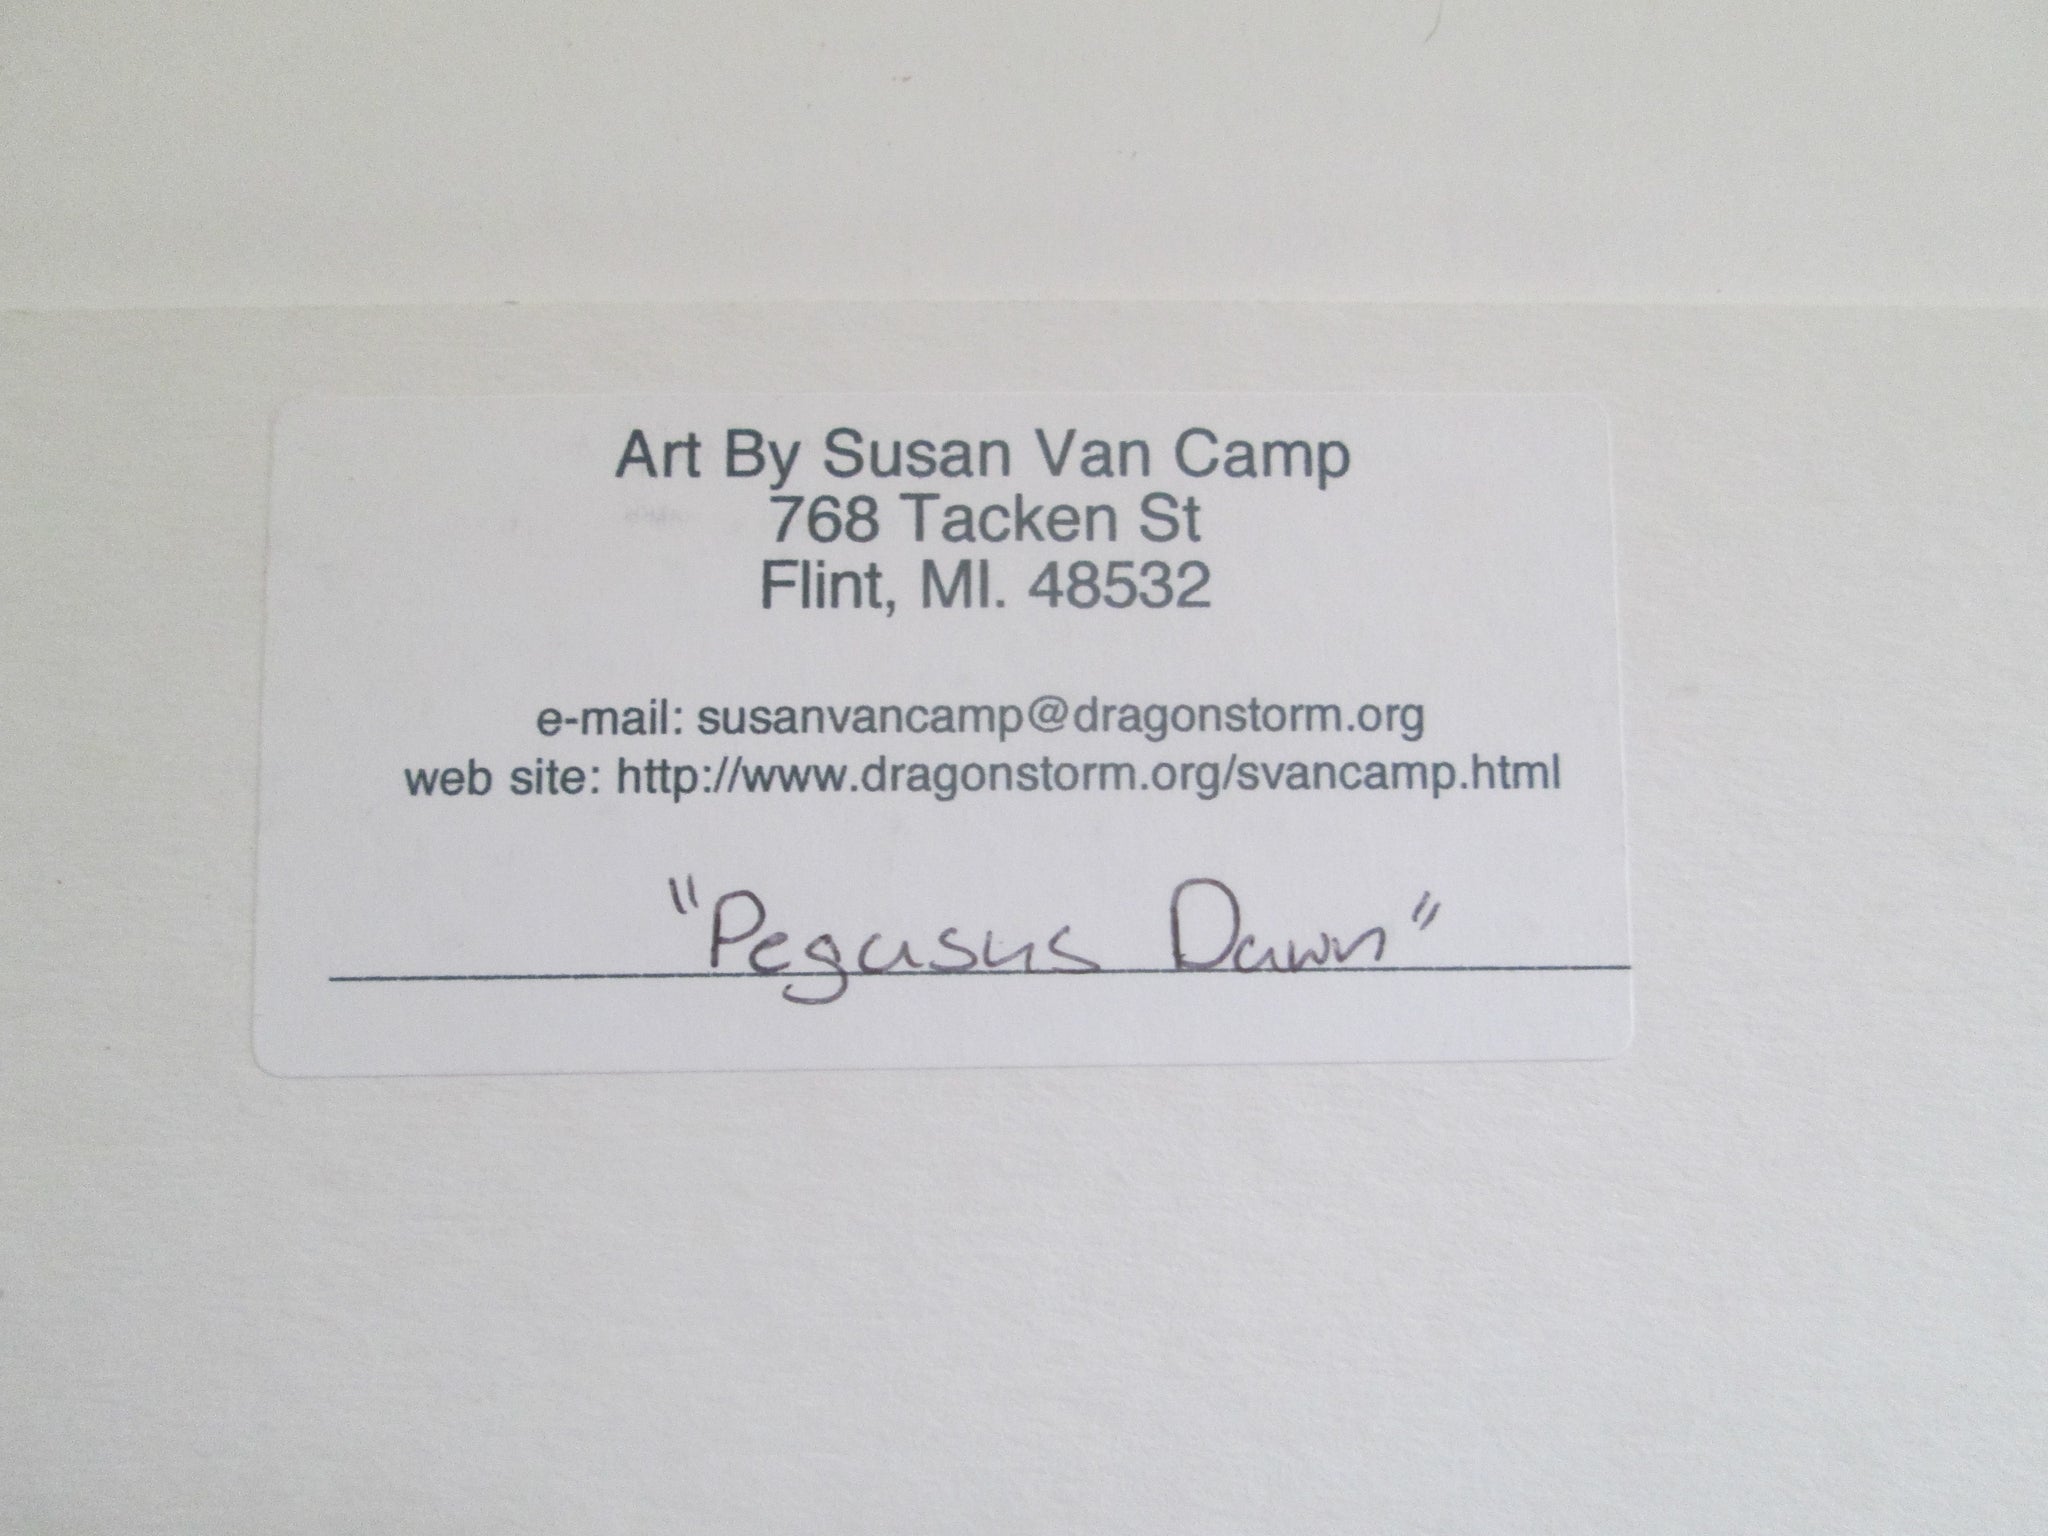 Art By Susan Van Camp
768 Tacken St
Flint, MI. 48532
e-mail: susanvancamp@dragonstorm.org
web site: http://www.dragonstorm.org/svancamp.html
"Pegasus Dawn"